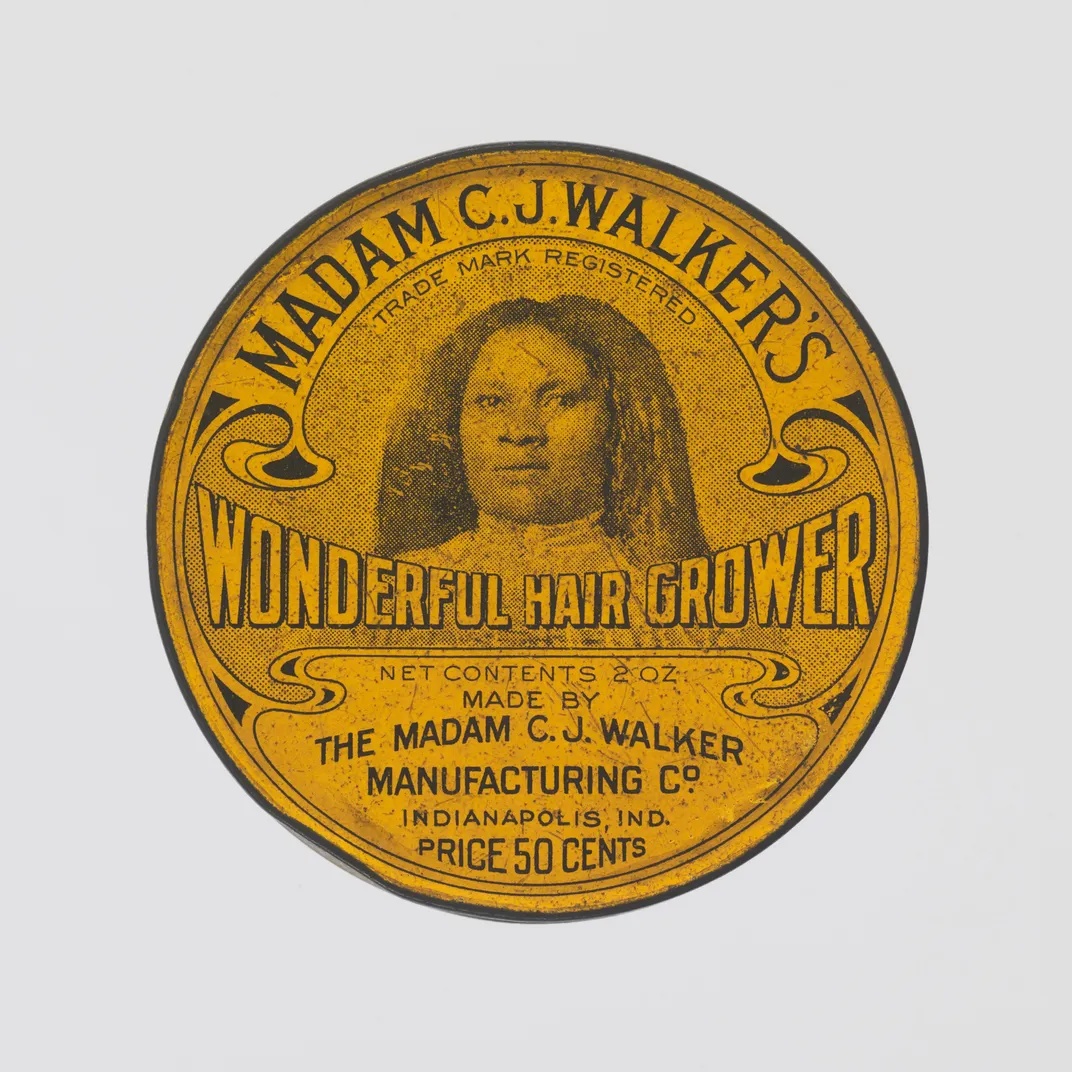 MADAM C.J. WALKER'S
TRADE MARK REGISTERED
WONDERFUL HAIR GROWER
NET CONTENTS 2 OZ.
MADE BY
THE MADAM C.J. WALKER
MANUFACTURING Cº.
INDIANAPOLIS, IND.
PRICE 50 CENTS